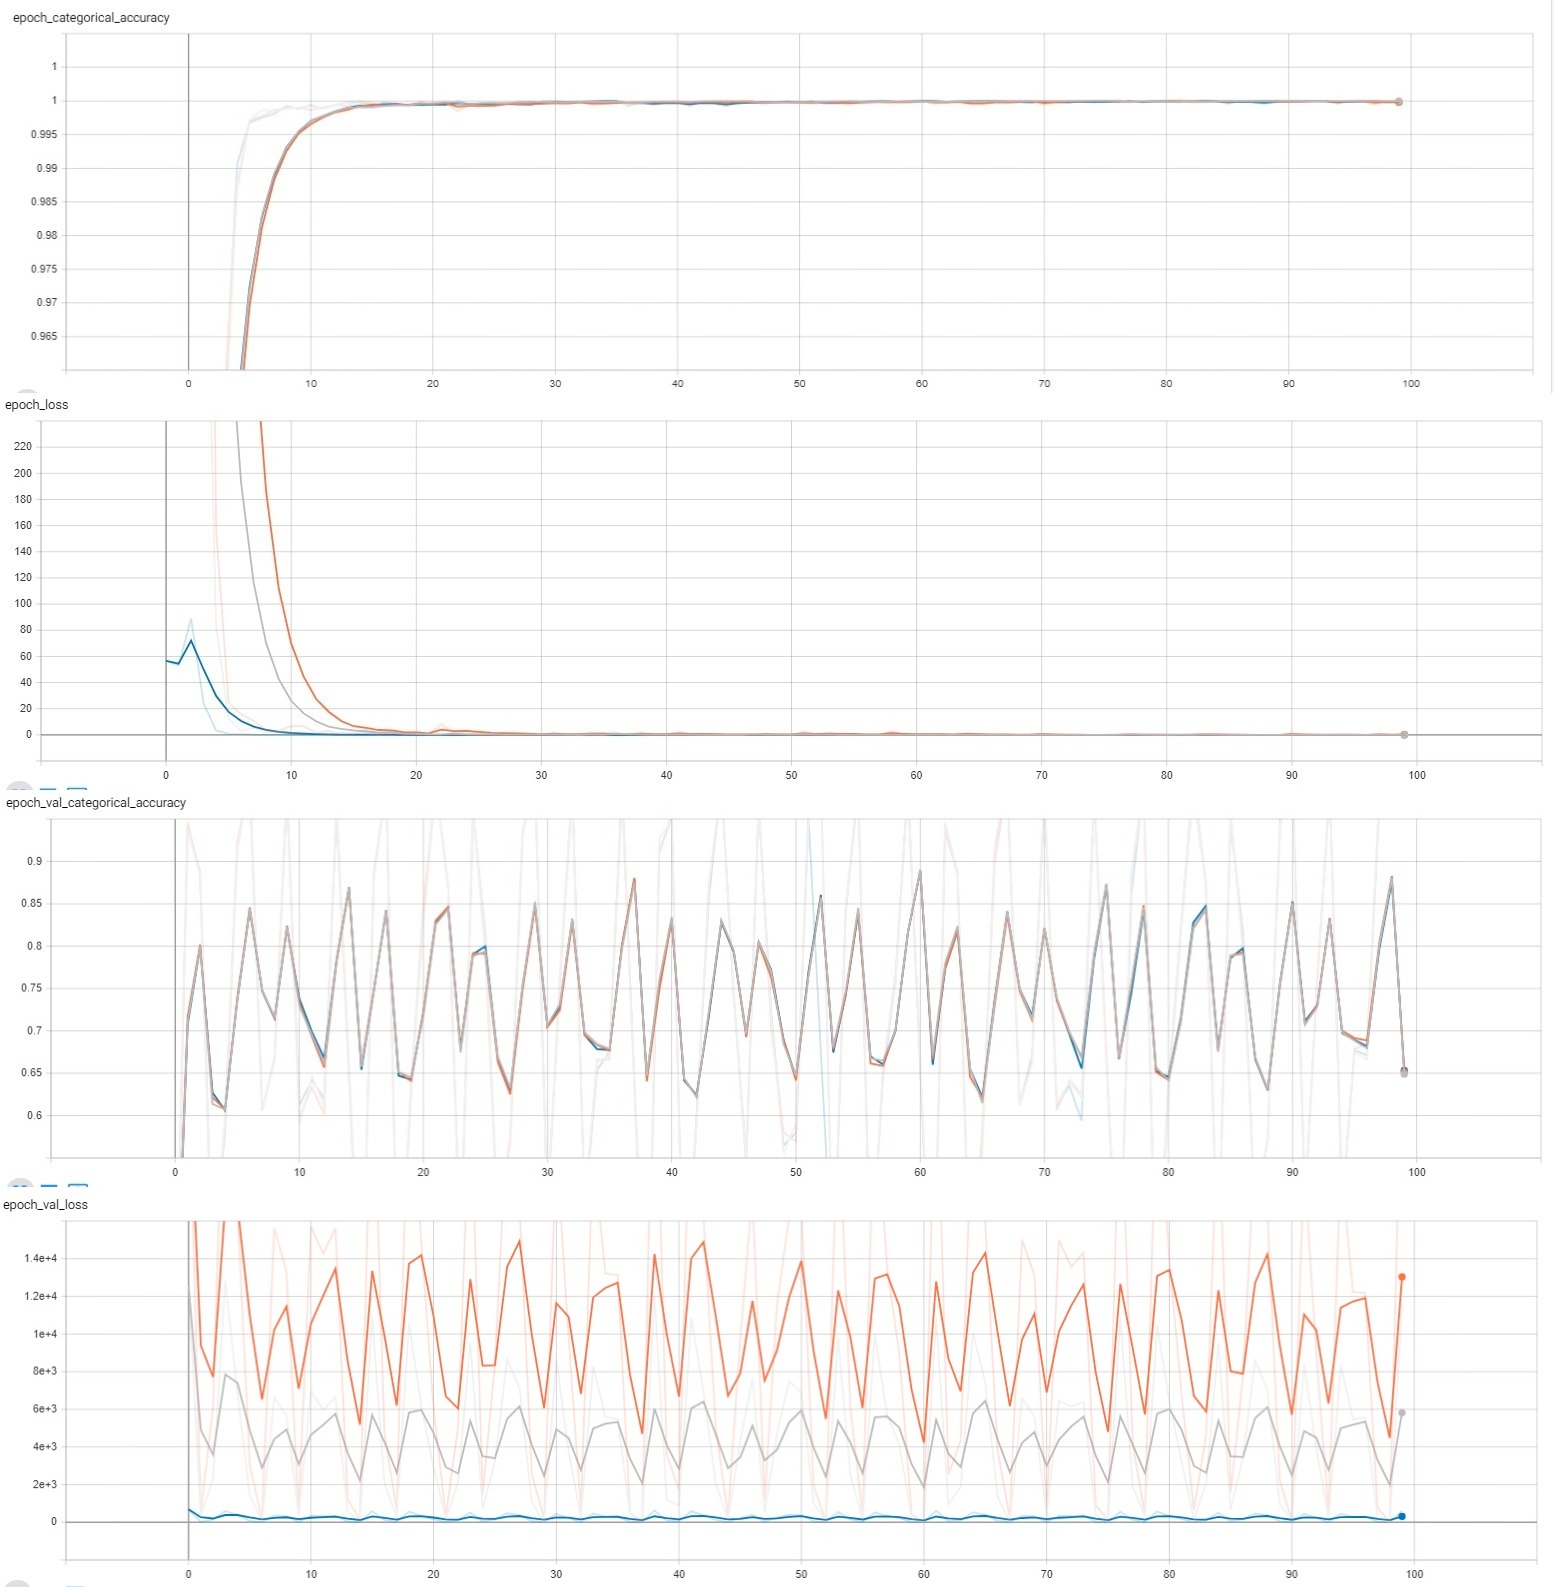 epoch_categorical_accuracy
1
1
0.995
0.99
0.985
0.98
0.975
0.97
0.965
0 10 20 30 40 50 60 70 80 90 100
epoch_loss
220
200
180
160
140
120
100
80
60
40
20
0
0 10 20 30 40 50 60 70 80 90 100
epoch_val_categorical_accuracy
0.9
0.85
0.8
0.75
0.7
0.65
0.6
0 10 20 30 40 50 60 70 80 90 100
epoch_val_loss
1.4e+4
1.2e+4
1e+4
8e+3
6e+3
4e+3
2e+3
0
0 10 20 30 40 50 60 70 80 90 100